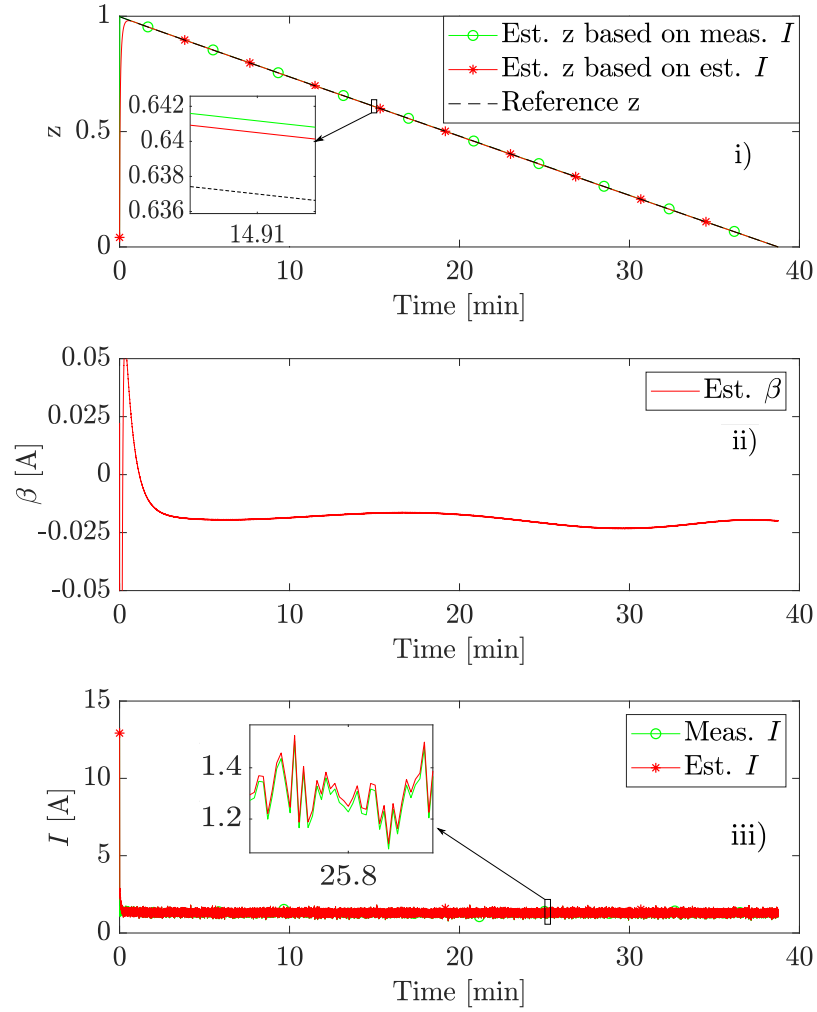 1
Est. z based on meas. I
Est. z based on est. I
Reference z
0.642
0.64
0.638
0.636
14.91
z
0.5
i)
0
0 10 20 30 40
Time [min]
0.05
Est. β
0.025
ii)
0
β [A]
-0.025
-0.05
0 10 20 30 40
Time [min]
15
Meas. I
Est. I
1.4
1.2
25.8
10
I [A]
iii)
5
0
0 10 20 30 40
Time [min]